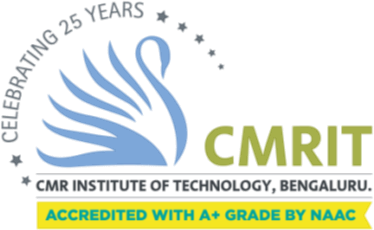 CELEBRATING 25 YEARS
CMRIT
CMR INSTITUTE OF TECHNOLOGY, BENGALURU.
ACCREDITED WITH A+ GRADE BY NAAC